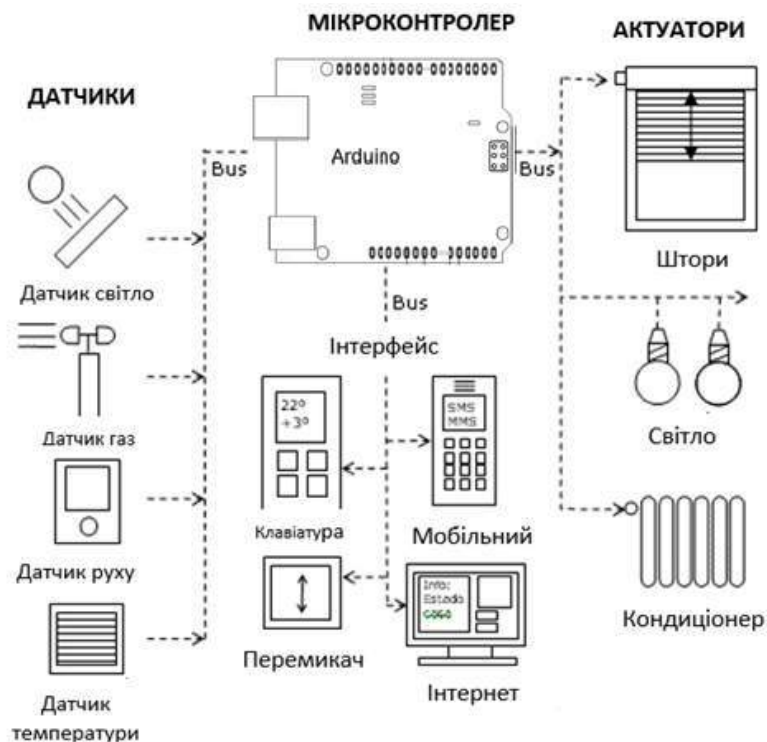 МІКРОКОНТРОЛЕР
АКТУАТОРИ
ДАТЧИКИ
Arduino
Bus
Bus
Bus
Датчик світло
Датчик газ
Датчик руху
Датчик
температури
Інтерфейс
22º
+3º
Клавіатура
SMS
MMS
Мобільний
Перемикач
Info:
Estado
Інтернет
Штори
Світло
Кондиціонер